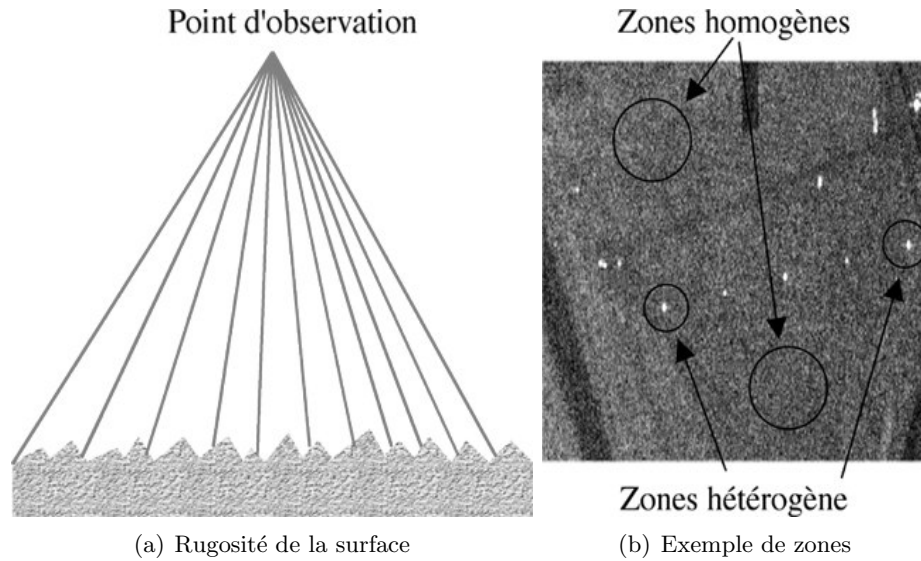 Point d'observation
Zones homogènes
Zones hétérogène
(a) Rugosité de la surface
(b) Exemple de zones